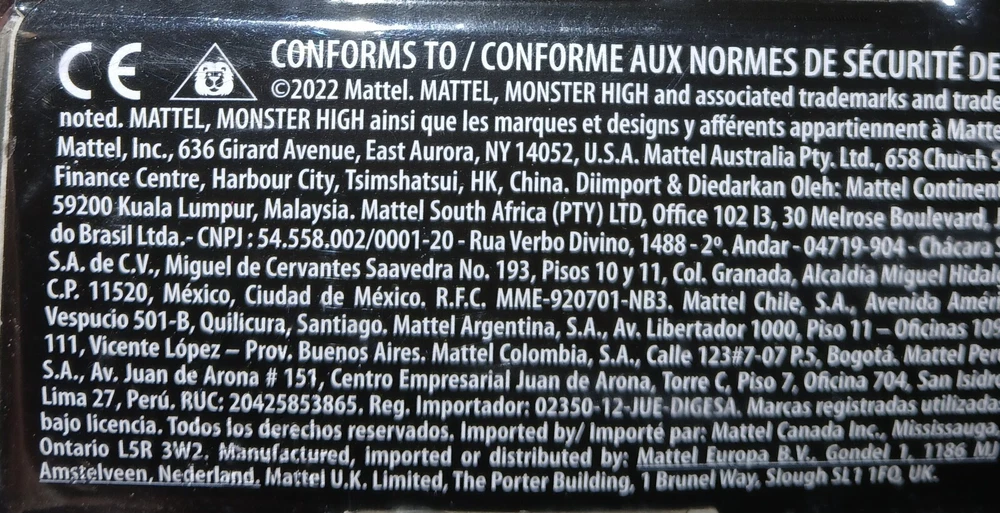 CE CONFORMS TO / CONFORME AUX NORMES DE SÉCURITÉ DE
©2022 Mattel. MATTEL, MONSTER HIGH and associated trademarks and trade
noted. MATTEL, MONSTER HIGH ainsi que les marques et designs y afférents appartiennent à Matte
Mattel, Inc., 636 Girard Avenue, East Aurora, NY 14052, U.S.A. Mattel Australia Pty. Ltd., 658 Church S
Finance Centre, Harbour City, Tsimshatsui, HK, China. Diimport & Diedarkan Oleh: Mattel Continen
59200 Kuala Lumpur, Malaysia. Mattel South Africa (PTY) LTD, Office 102 I3, 30 Melrose Boulevard,
do Brasil Ltda.- CNPJ : 54.558.002/0001-20 - Rua Verbo Divino, 1488 - 2º. Andar - 04719-904 - Chácara
S.A. de C.V., Miguel de Cervantes Saavedra No. 193, Pisos 10 y 11, Col. Granada, Alcaldía Miguel Hidal
C.P. 11520, México, Ciudad de México. R.F.C. MME-920701-NB3. Mattel Chile, S.A., Avenida Amér
Vespucio 501-B, Quilicura, Santiago. Mattel Argentina, S.A., Av. Libertador 1000, Piso 11 – Oficinas 109
111, Vicente López – Prov. Buenos Aires. Mattel Colombia, S.A., Calle 123#7-07 P.5, Bogotá. Mattel Per
S.A., Av. Juan de Arona # 151, Centro Empresarial Juan de Arona, Torre C, Piso 7, Oficina 704, San Isidr
Lima 27, Perú. RUC: 20425853865. Reg. Importador: 02350-12-JUE-DIGESA. Marcas registradas utilizada
bajo licencia. Todos los derechos reservados. Imported by/ Importé par: Mattel Canada Inc., Mississauga,
Ontario L5R 3W2. Manufactured, imported or distributed by: Mattel Europa B.V., Gondel 1, 1186 MJ
Amstelveen, Nederland. Mattel U.K. Limited, The Porter Building, 1 Brunel Way, Slough SL1 1FQ, UK.